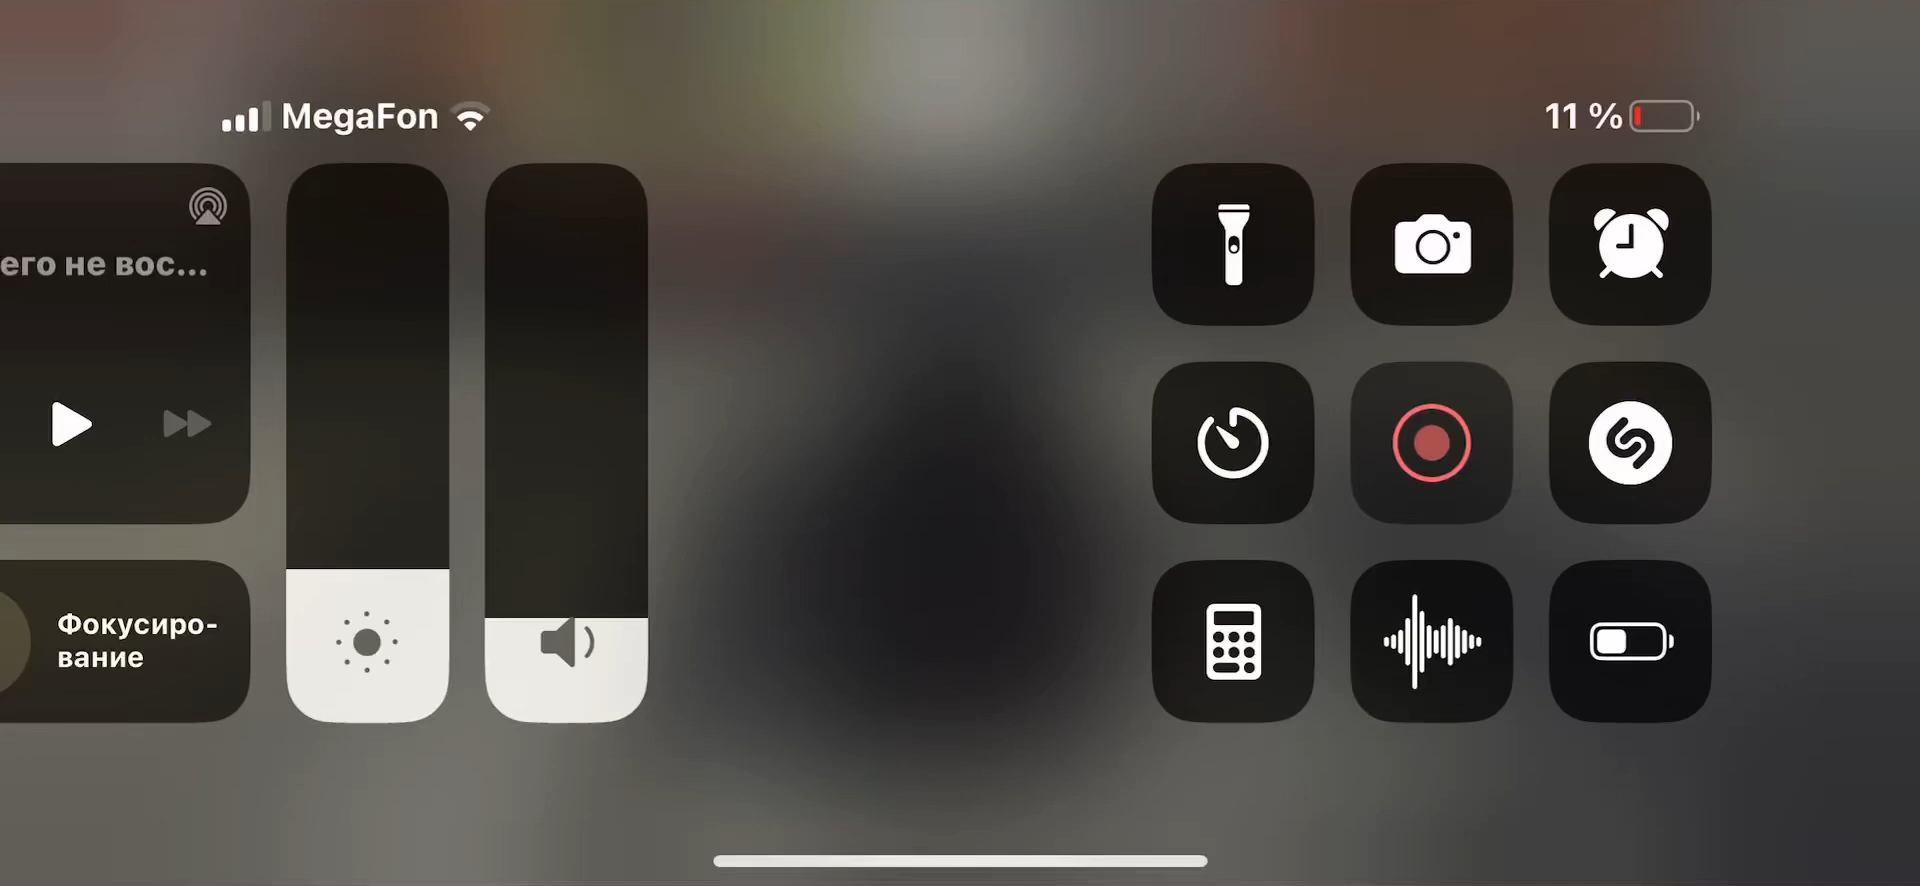 MegaFon
11 %
его не вос...
Фокусиро-
вание